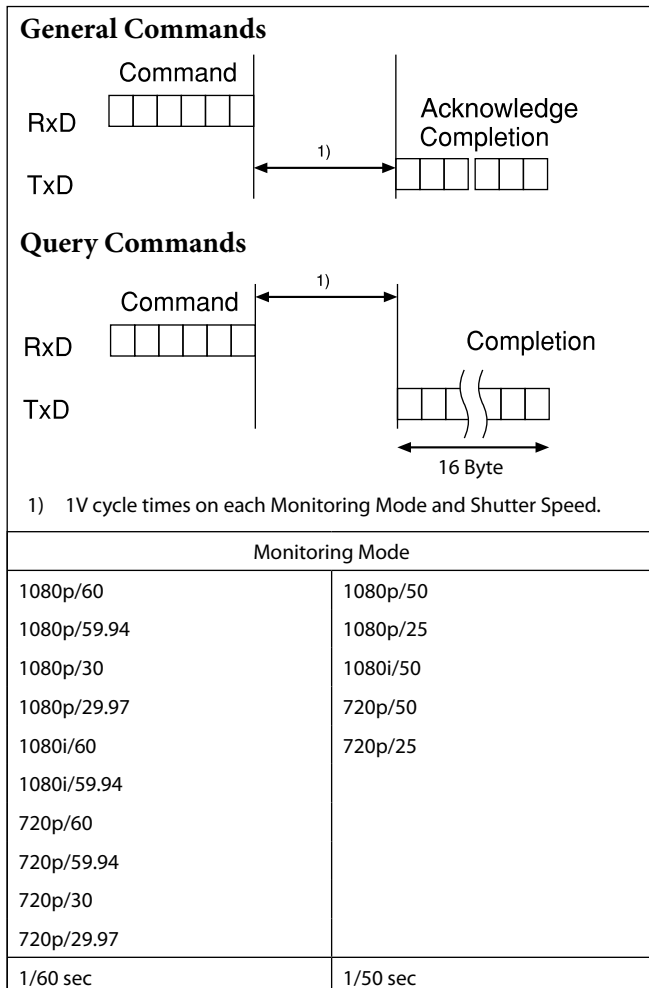 General Commands
Command
RxD
Acknowledge
Completion
1)
TxD
Query Commands
1)
Command
RxD
Completion
TxD
16 Byte
1) 1V cycle times on each Monitoring Mode and Shutter Speed.
Monitoring Mode
1080p/60 1080p/50
1080p/59.94 1080p/25
1080p/30 1080i/50
1080p/29.97 720p/50
1080i/60 720p/25
1080i/59.94
720p/60
720p/59.94
720p/30
720p/29.97
1/60 sec 1/50 sec